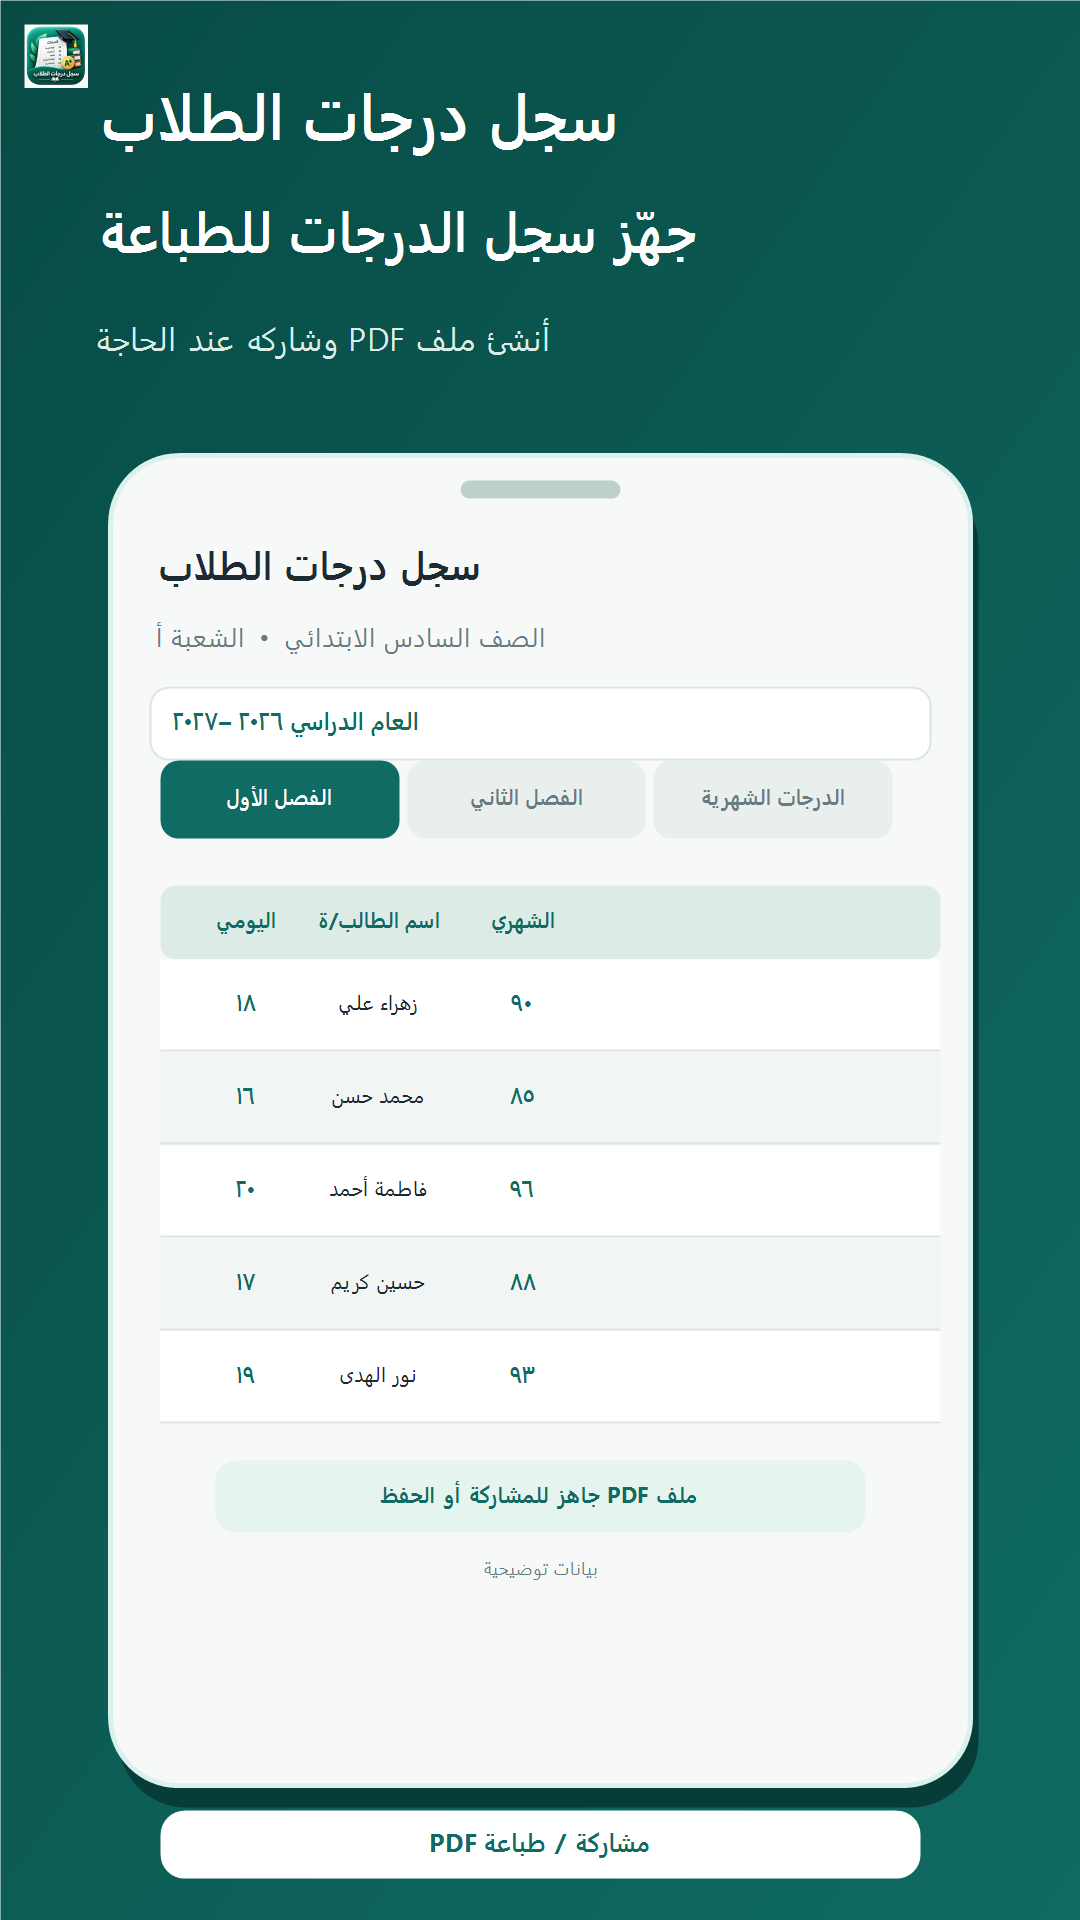 سجل درجات الطلاب
سجل درجات الطلاب
جهّز سجل الدرجات للطباعة
أنشئ ملف PDF وشاركه عند الحاجة
سجل درجات الطلاب
الصف السادس الابتدائي • الشعبة أ
العام الدراسي ٢٠٢٦ –٢٠٢٧
الدرجات الشهرية الفصل الثاني الفصل الأول
الشهري اسم الطالب/ة اليومي
٩٠ زهراء علي ١٨
٨٥ محمد حسن ١٦
٩٦ فاطمة أحمد ٢٠
٨٨ حسين كريم ١٧
٩٣ نور الهدى ١٩
ملف PDF جاهز للمشاركة أو الحفظ
بيانات توضيحية
مشاركة / طباعة PDF